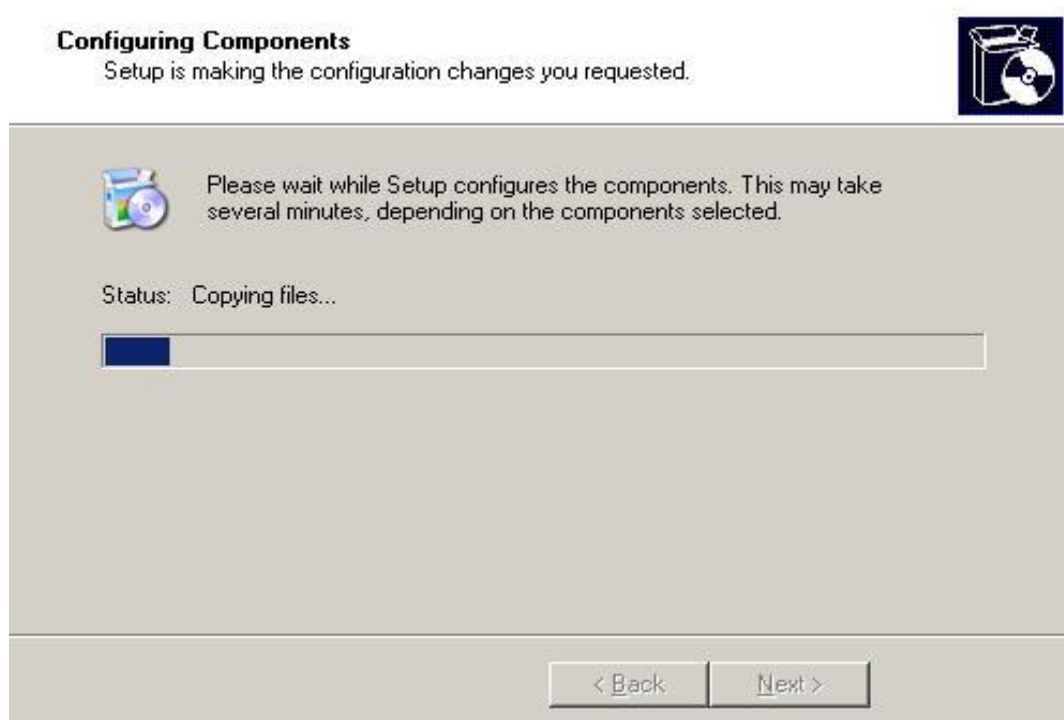 Configuring Components
Setup is making the configuration changes you requested.
Please wait while Setup configures the components. This may take
several minutes, depending on the components selected.
Status: Copying files...
< Back
Next >